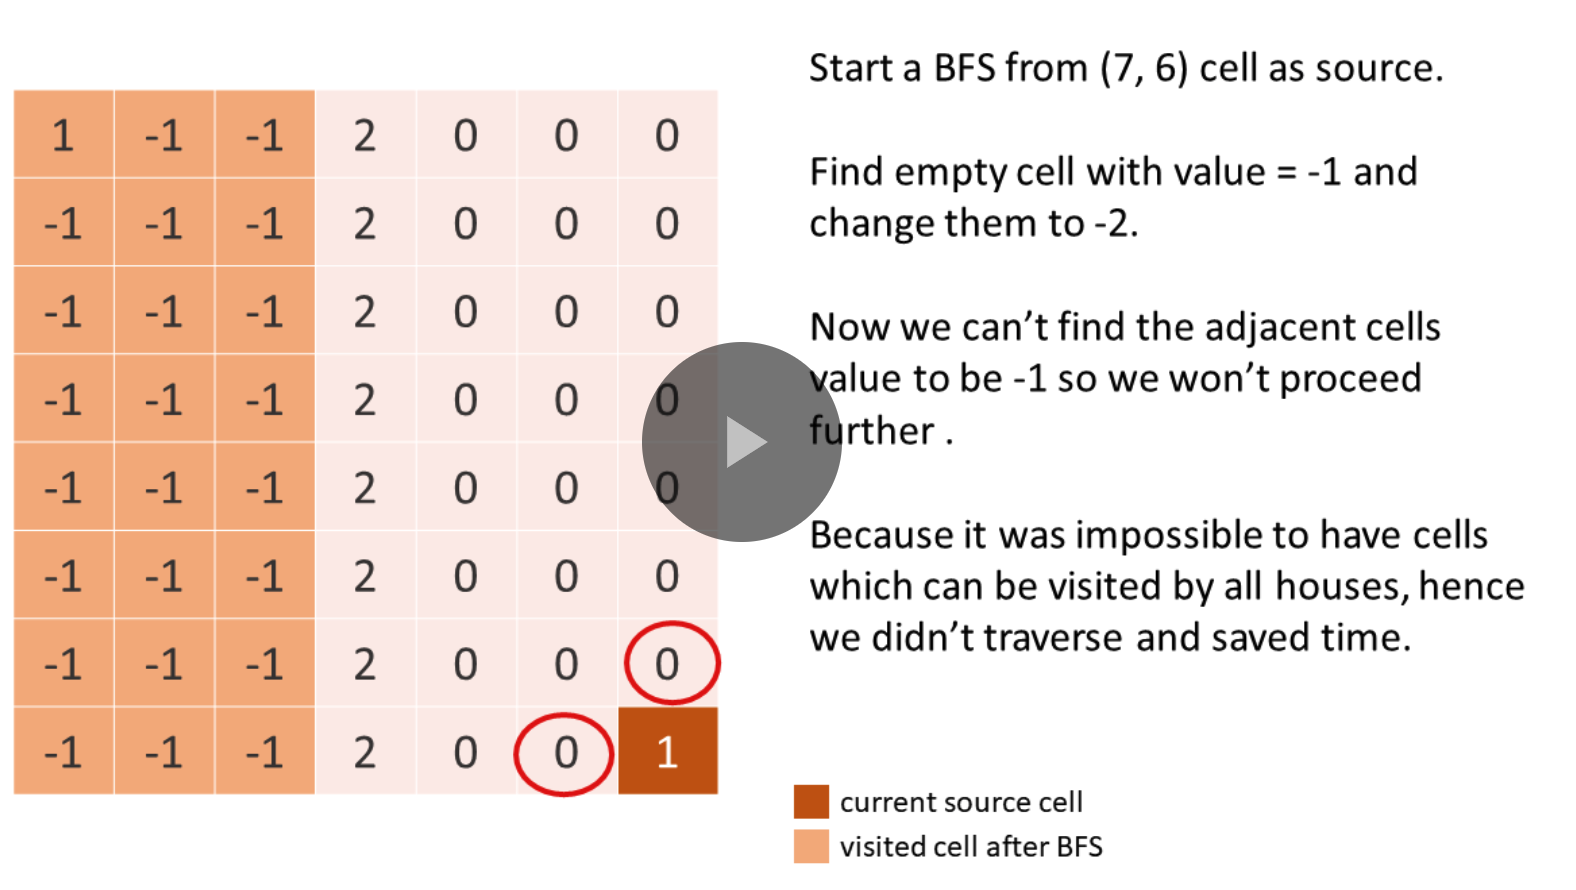 1 -1 -1 2 0 0 0
-1 -1 -1 2 0 0 0
-1 -1 -1 2 0 0 0
-1 -1 -1 2 0 0 0
-1 -1 -1 2 0 0 0
-1 -1 -1 2 0 0 0
-1 -1 -1 2 0 0 0
-1 -1 -1 2 0 0 1
Start a BFS from (7, 6) cell as source.
Find empty cell with value = -1 and
change them to -2.
Now we can’t find the adjacent cells
value to be -1 so we won’t proceed
further .
Because it was impossible to have cells
which can be visited by all houses, hence
we didn’t traverse and saved time.
current source cell
visited cell after BFS